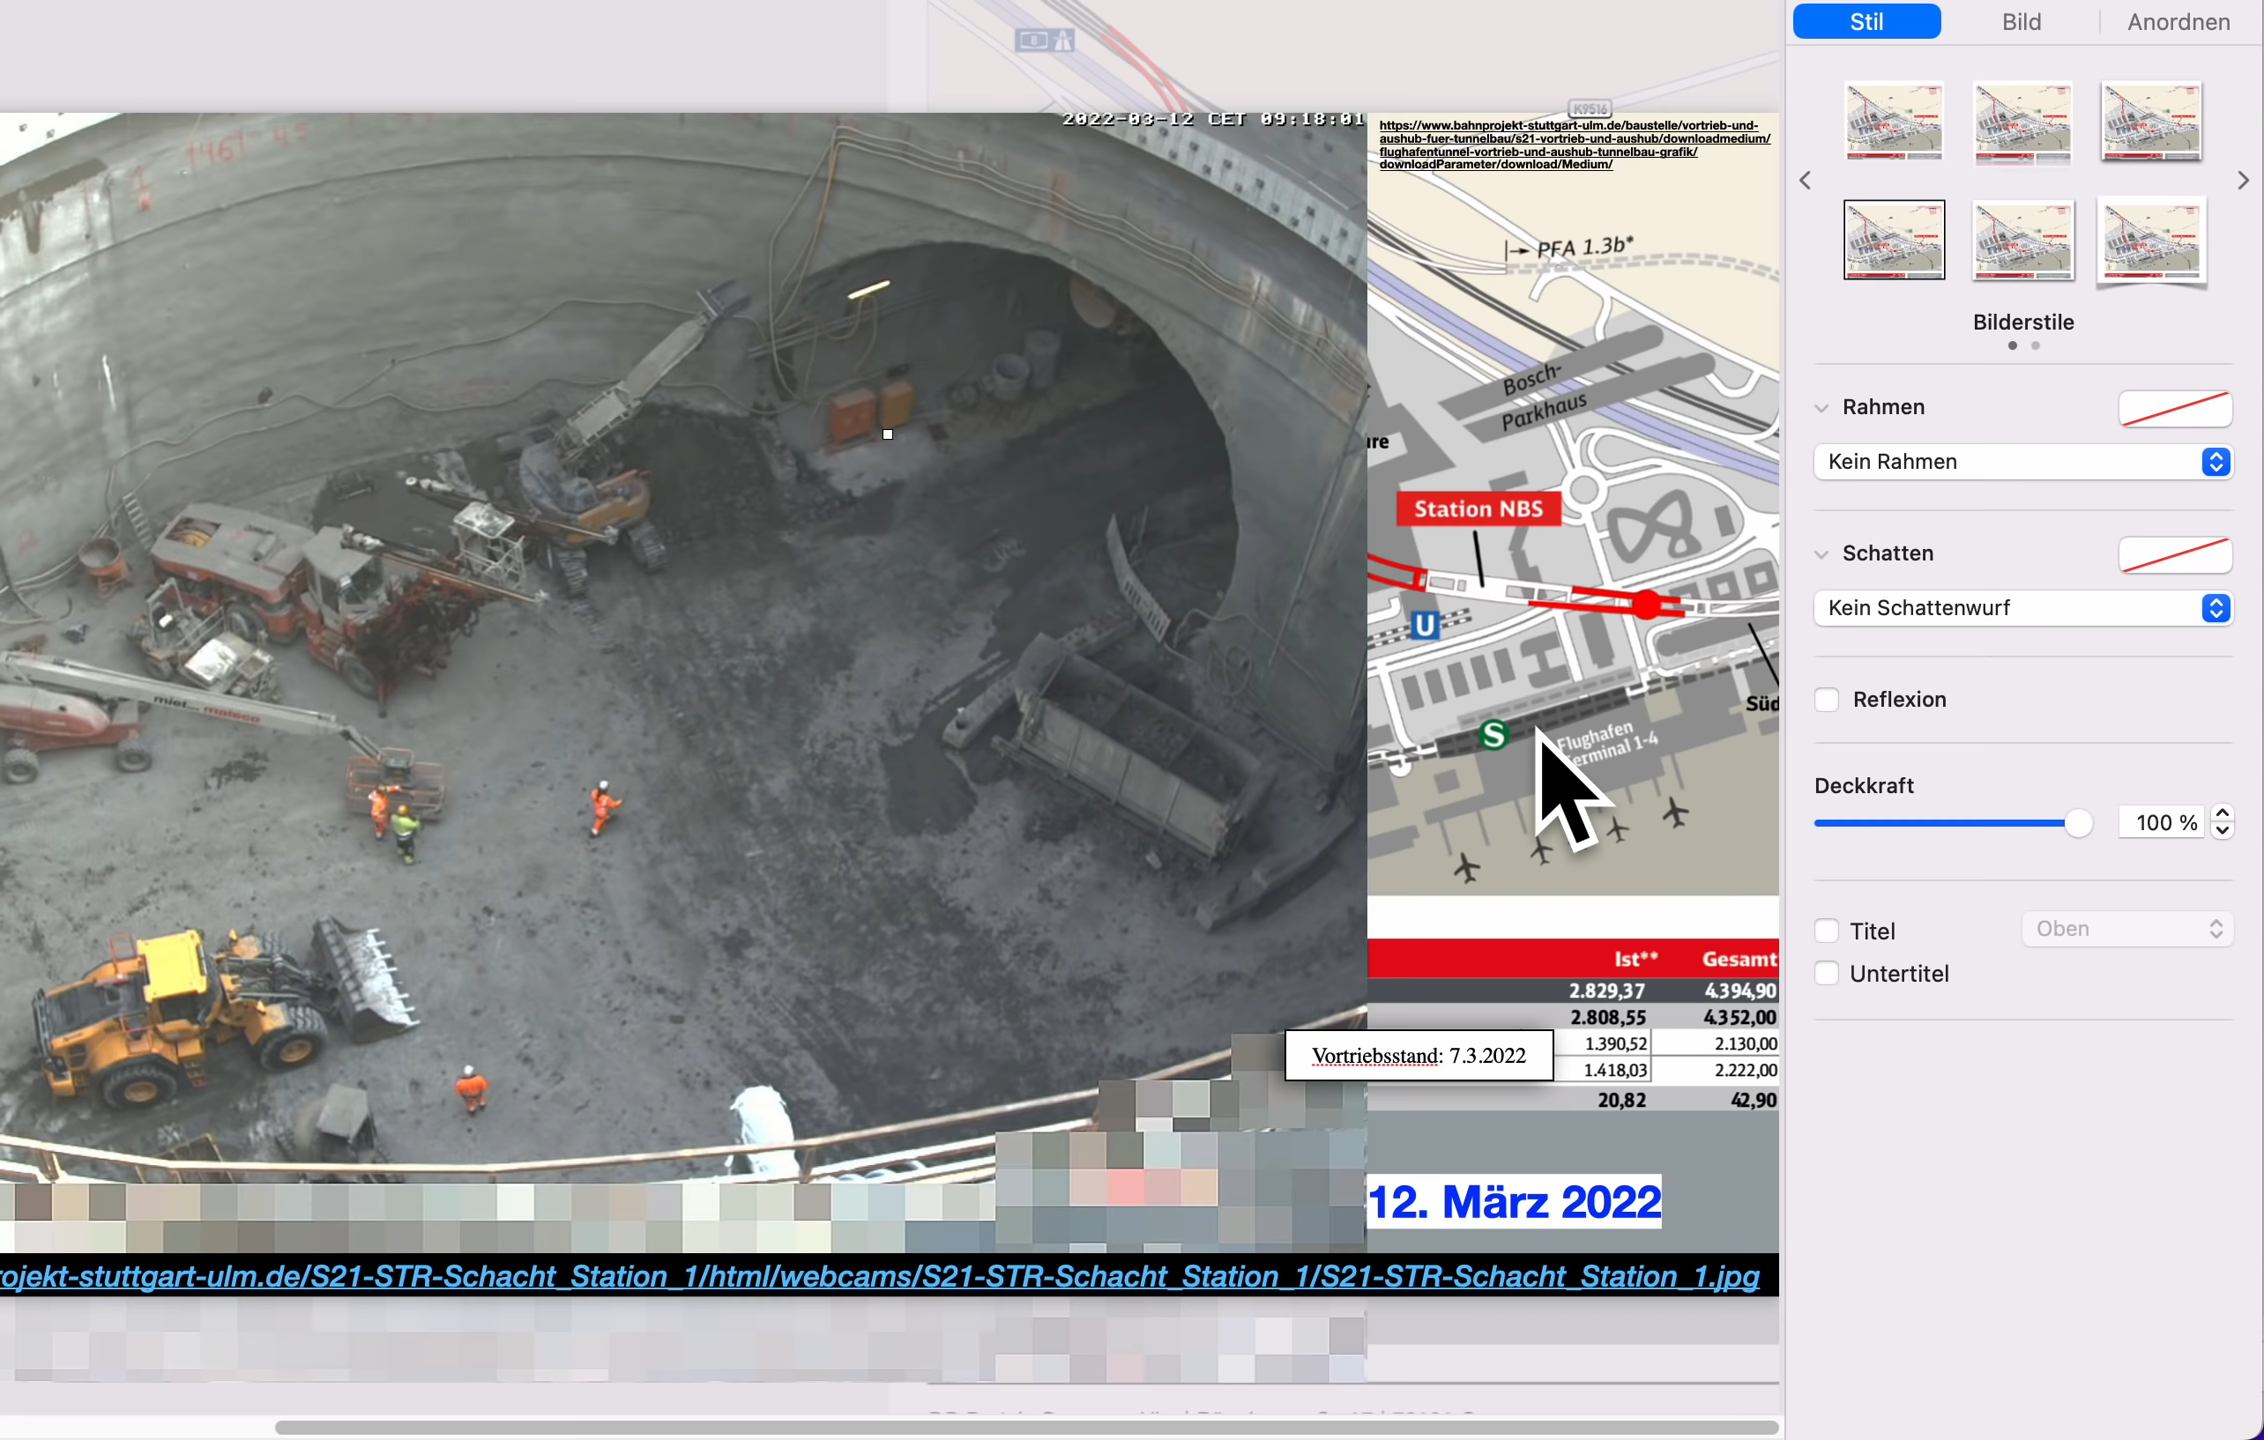 Stil
Bild
Anordnen
K9516
2022-03-12 CET 09:18:01
https://www.bahnprojekt-stuttgart-ulm.de/baustelle/vortrieb-und-
aushub-fuer-tunnelbau/s21-vortrieb-und-aushub/downloadmedium/
flughafentunnel-vortrieb-und-aushub-tunnelbau-grafik/
downloadParameter/download/Medium/
PFA 1.3b*
Bosch-
Parkhaus
Station NBS
U
S
Flughafen
Terminal 1-4
Süd
Ist** Gesamt
2.829,37 4.394,90
2.808,55 4.352,00
1.390,52 2.130,00
1.418,03 2.222,00
20,82 42,90
Vortriebsstand: 7.3.2022
12. März 2022
rojekt-stuttgart-ulm.de/S21-STR-Schacht_Station_1/html/webcams/S21-STR-Schacht_Station_1/S21-STR-Schacht_Station_1.jpg
Bilderstile
Rahmen
Kein Rahmen
Schatten
Kein Schattenwurf
Reflexion
Deckkraft
100 %
Titel
Oben
Untertitel